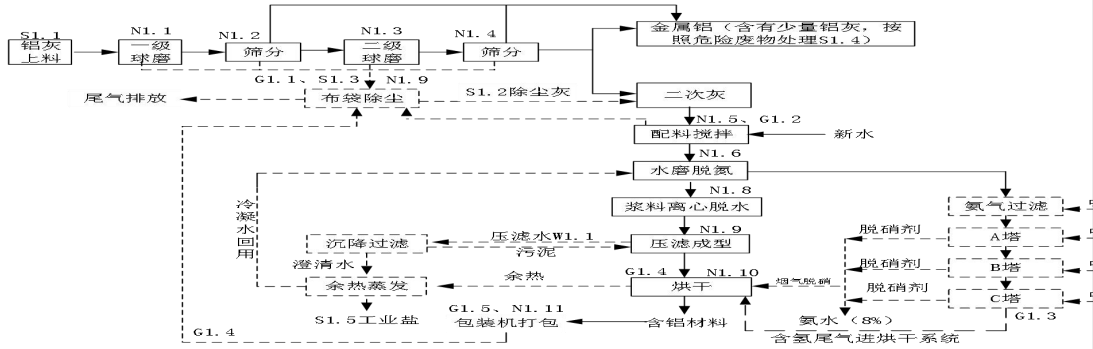 S1.1
铝灰
上料
N1.1
一级
球磨
N1.2
筛分
N1.3
二级
球磨
N1.4
筛分
金属铝（含有少量铝灰，按
照危险废物处理S1.4）
G1.1、S1.3
N1.9
尾气排放
布袋除尘
S1.2除尘灰
二次灰
N1.5、G1.2
配料搅拌
新水
N1.6
水磨脱氮
N1.8
浆料离心脱水
N1.9
冷凝水回用
沉降过滤
压滤水W1.1
污泥
压滤成型
澄清水
余热
G1.4
N1.10
余热蒸发
烘干
烟气脱硝
G1.5、N1.11
S1.5工业盐
包装机打包
含铝材料
G1.4
氨气过滤
脱硝剂
A塔
脱硝剂
B塔
脱硝剂
C塔
G1.3
氨水（8%）
含氢尾气进烘干系统